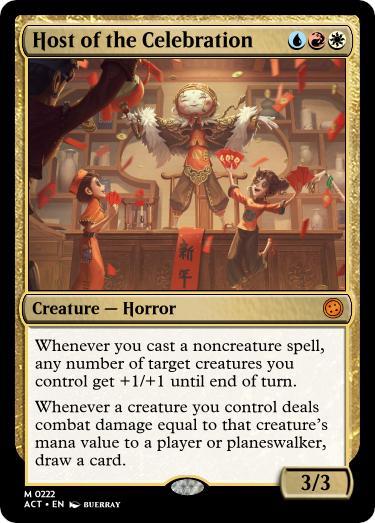 Host of the Celebration
新年
Creature — Horror
Whenever you cast a noncreature spell,
any number of target creatures you
control get +1/+1 until end of turn.
Whenever a creature you control deals
combat damage equal to that creature's
mana value to a player or planeswalker,
draw a card.
3/3
M 0222
ACT • EN BUERRAY